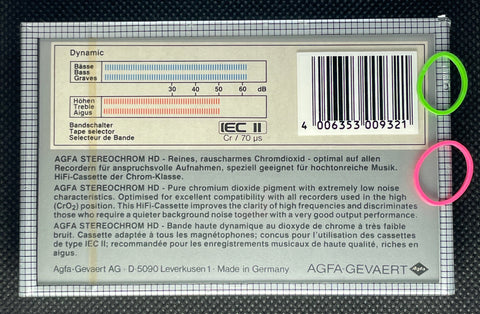 Dynamic
Bässe
Bass
Graves
30 40 50 60 dB
Höhen
Treble
Aigus
Bandschalter
Tape selector
Selecteur de Bande
IEC II
Cr / 70 µs
4 006353 009321
AGFA STEREOCHROM HD - Reines, rauscharmes Chromdioxid - optimal auf allen
Recordern für anspruchsvolle Aufnahmen, speziell geeignet für hochtonreiche Musik.
HiFi-Cassette der Chrom-Klasse.
AGFA STEREOCHROM HD - Pure chromium dioxide pigment with extremely low noise
characteristics. Optimised for excellent compatibility with all recorders used in the high
(CrO₂) position. This HiFi-Cassette improves the clarity of high frequencies and discriminates
those who require a quieter background noise together with a very good output performance.
AGFA STEREOCHROM HD - Bande haute dynamique au dioxyde de chrome à très faible
bruit. Cassette adaptée à tous les magnétophones; concus pour l'utilisation des cassettes
de type IEC II; recommandée pour les enregistrements musicaux de haute qualité, riches en
aigus.
Agfa-Gevaert AG · D-5090 Leverkusen 1 · Made in Germany
AGFA-GEVAERT
Agfa